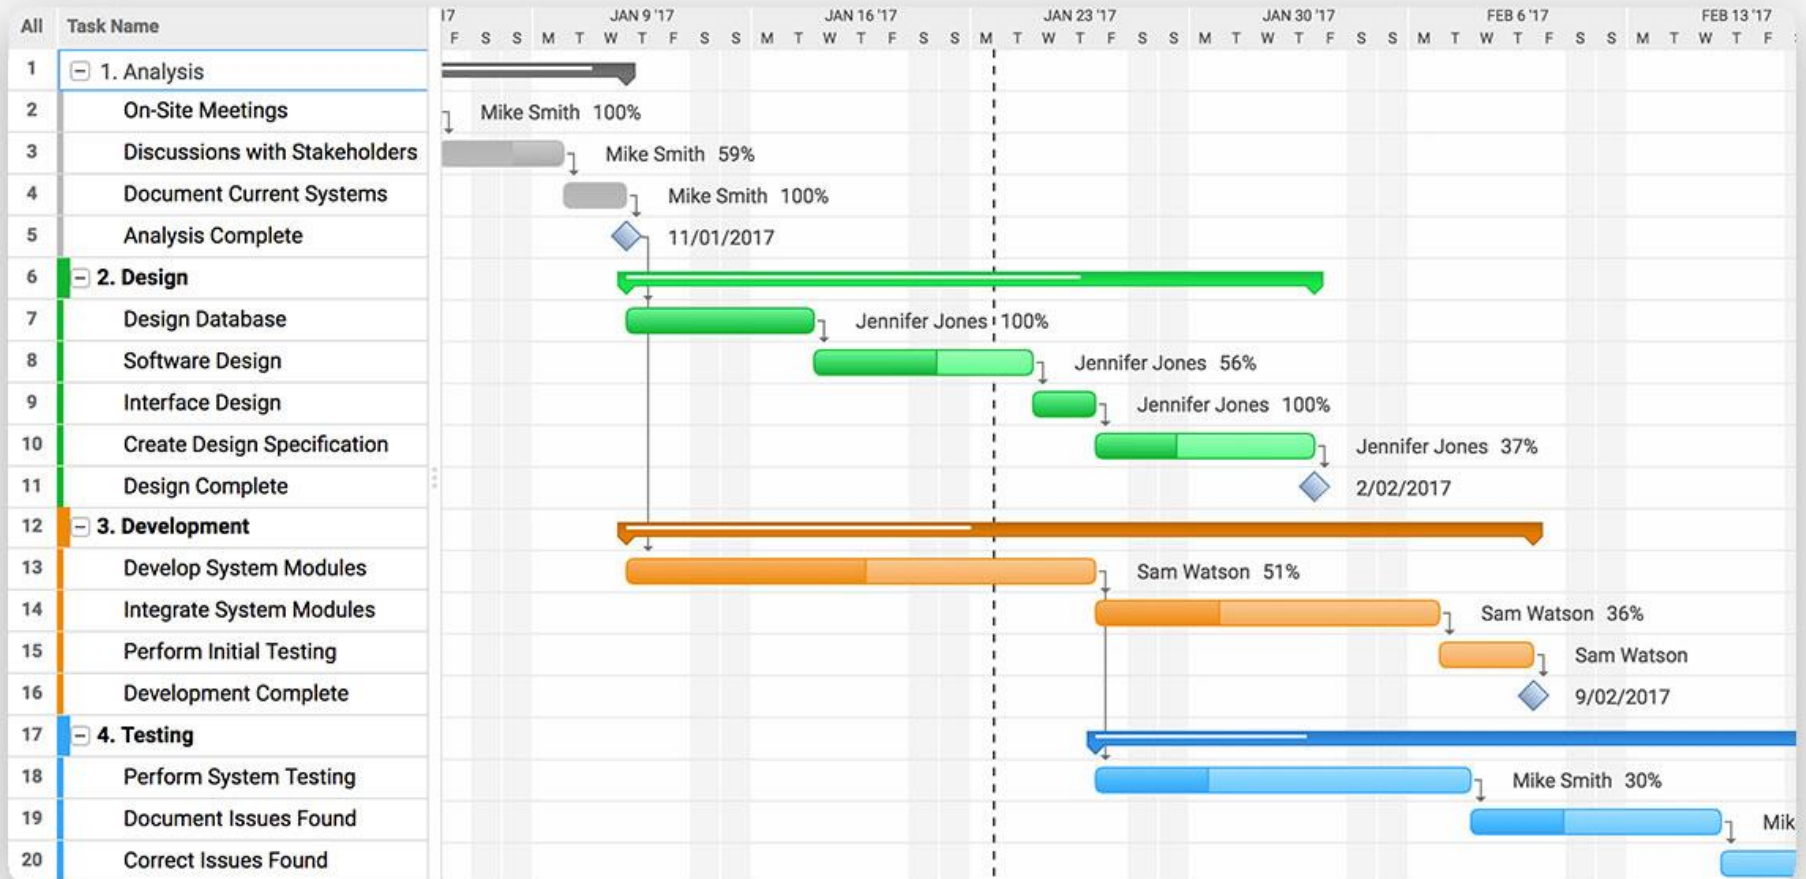 All Task Name 17 JAN 9 '17 JAN 16 '17 JAN 23 '17 JAN 30 '17 FEB 6 '17 FEB 13 '17
F S S M T W T F S S M T W T F S S M T W T F S S M T W T F S S M T W T F S S M T W T F
1 1. Analysis
2 On-Site Meetings Mike Smith 100%
3 Discussions with Stakeholders Mike Smith 59%
4 Document Current Systems Mike Smith 100%
5 Analysis Complete 11/01/2017
6 2. Design
7 Design Database Jennifer Jones 100%
8 Software Design Jennifer Jones 56%
9 Interface Design Jennifer Jones 100%
10 Create Design Specification Jennifer Jones 37%
11 Design Complete 2/02/2017
12 3. Development
13 Develop System Modules Sam Watson 51%
14 Integrate System Modules Sam Watson 36%
15 Perform Initial Testing Sam Watson
16 Development Complete 9/02/2017
17 4. Testing
18 Perform System Testing Mike Smith 30%
19 Document Issues Found Mik
20 Correct Issues Found